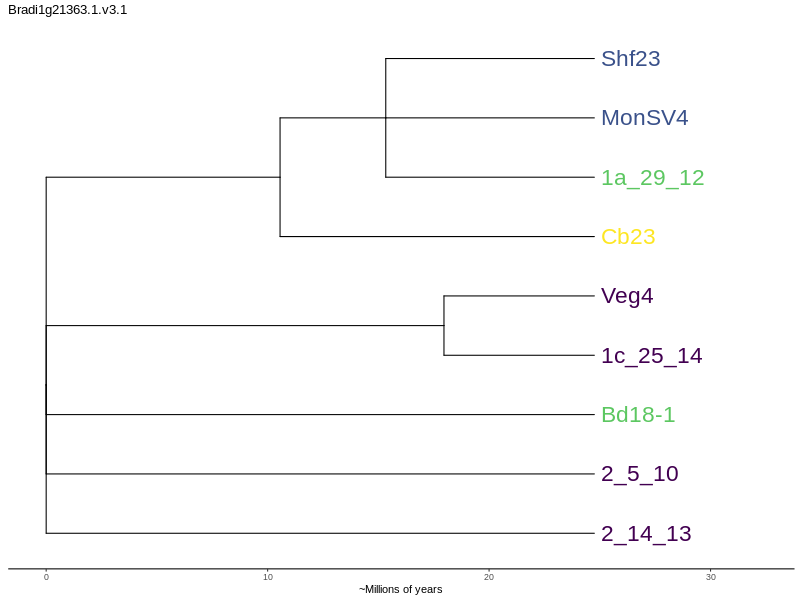 Bradi1g21363.1.v3.1
Shf23
MonSV4
1a_29_12
Cb23
Veg4
1c_25_14
Bd18-1
2_5_10
2_14_13
0 10 20 30
~Millions of years